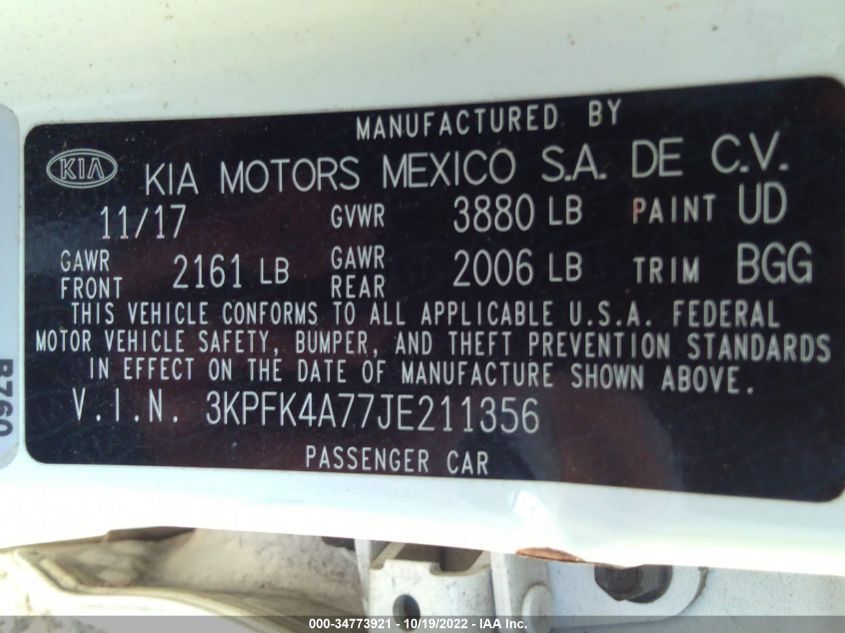 MANUFACTURED BY
KIA KIA MOTORS MEXICO S.A. DE C.V.
11/17 GVWR 3880 LB PAINT UD
GAWR FRONT 2161 LB GAWR REAR 2006 LB TRIM BGG
THIS VEHICLE CONFORMS TO ALL APPLICABLE U.S.A. FEDERAL
MOTOR VEHICLE SAFETY, BUMPER, AND THEFT PREVENTION STANDARDS
IN EFFECT ON THE DATE OF MANUFACTURE SHOWN ABOVE.
V.I.N. 3KPFK4A77JE211356
PASSENGER CAR
B760
000-34773921 - 10/19/2022 - IAA Inc.